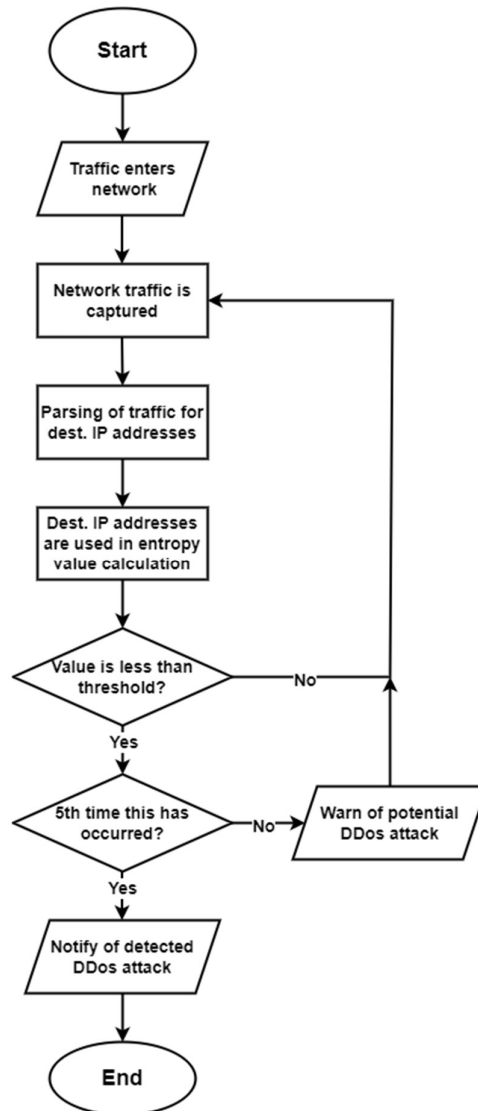 Start
Traffic enters
network
Network traffic is
captured
Parsing of traffic for
dest. IP addresses
Dest. IP addresses
are used in entropy
value calculation
Value is less than
threshold?
No
Yes
5th time this has
occurred?
No
Warn of potential
DDos attack
Yes
Notify of detected
DDos attack
End